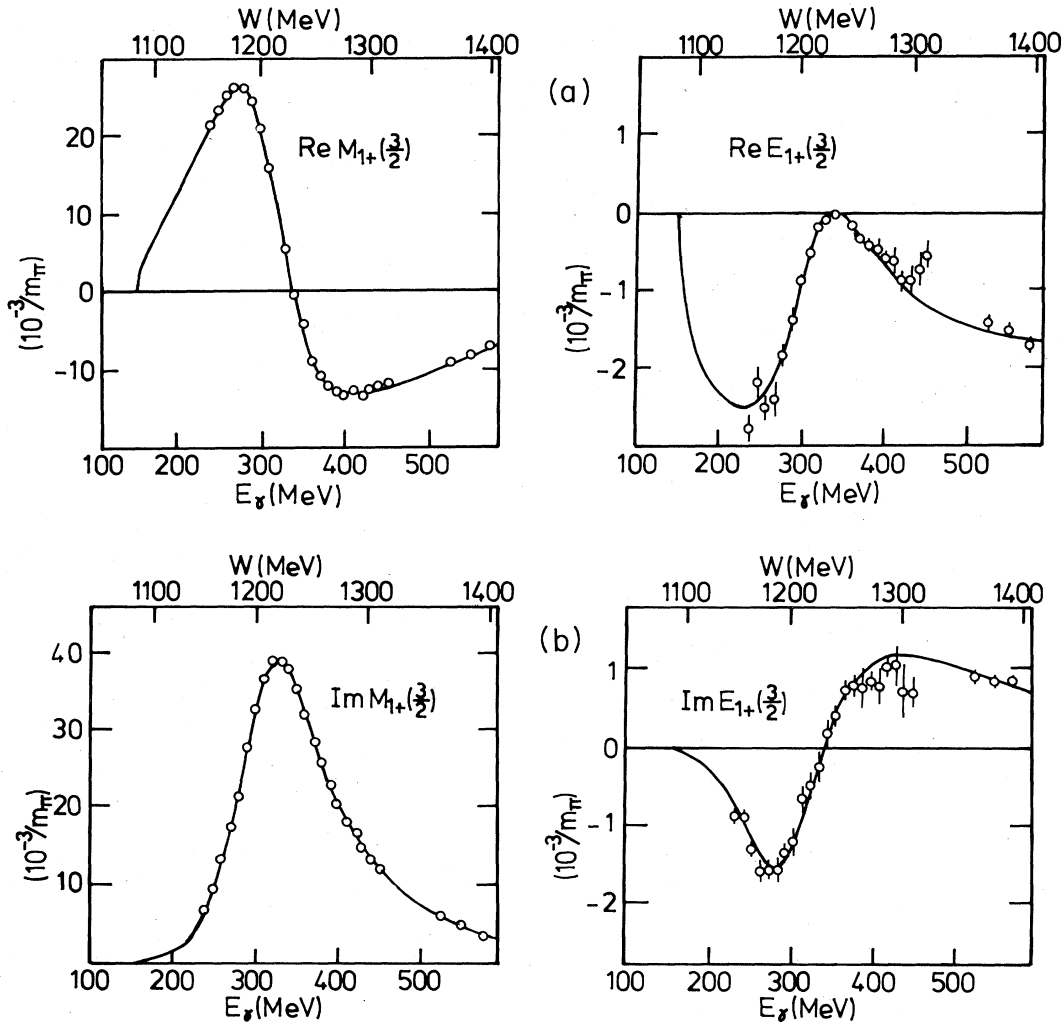 W(MeV)
1100 1200 1300 1400
20
10
0
-10
(10⁻³/mπ)
Re M₁₊(3/2)
100 200 300 400 500
Eγ(MeV)
(a)
W(MeV)
1100 1200 1300 1400
1
0
-1
-2
(10⁻³/mπ)
Re E₁₊(3/2)
100 200 300 400 500
Eγ(MeV)
W(MeV)
1100 1200 1300 1400
40
30
20
10
(10⁻³/mπ)
Im M₁₊(3/2)
100 200 300 400 500
Eγ(MeV)
(b)
W(MeV)
1100 1200 1300 1400
1
0
-1
-2
(10⁻³/mπ)
Im E₁₊(3/2)
100 200 300 400 500
Eγ(MeV)